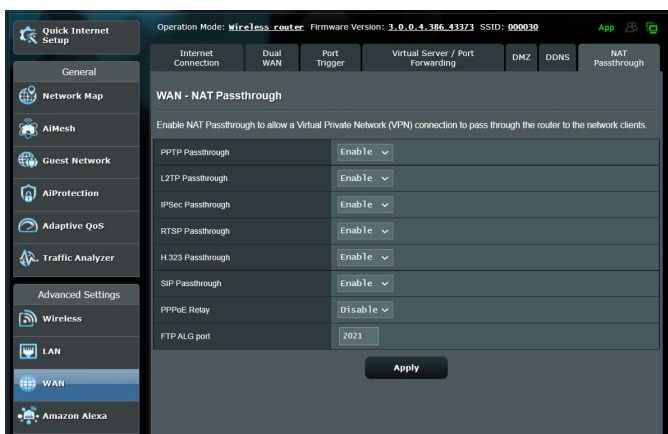 Quick Internet
Setup
Operation Mode: Wireless router Firmware Version: 3.0.0.4.386_43373 SSID: 000030
App
Internet
Connection
Dual
WAN
Port
Trigger
Virtual Server / Port
Forwarding
DMZ
DDNS
NAT
Passthrough
General
Network Map
AiMesh
Guest Network
AiProtection
Adaptive QoS
Traffic Analyzer
Advanced Settings
Wireless
LAN
WAN
Amazon Alexa
WAN - NAT Passthrough
Enable NAT Passthrough to allow a Virtual Private Network (VPN) connection to pass through the router to the network clients.
PPTP Passthrough Enable
L2TP Passthrough Enable
IPSec Passthrough Enable
RTSP Passthrough Enable
H.323 Passthrough Enable
SIP Passthrough Enable
PPPoE Relay Disable
FTP ALG port 2021
Apply